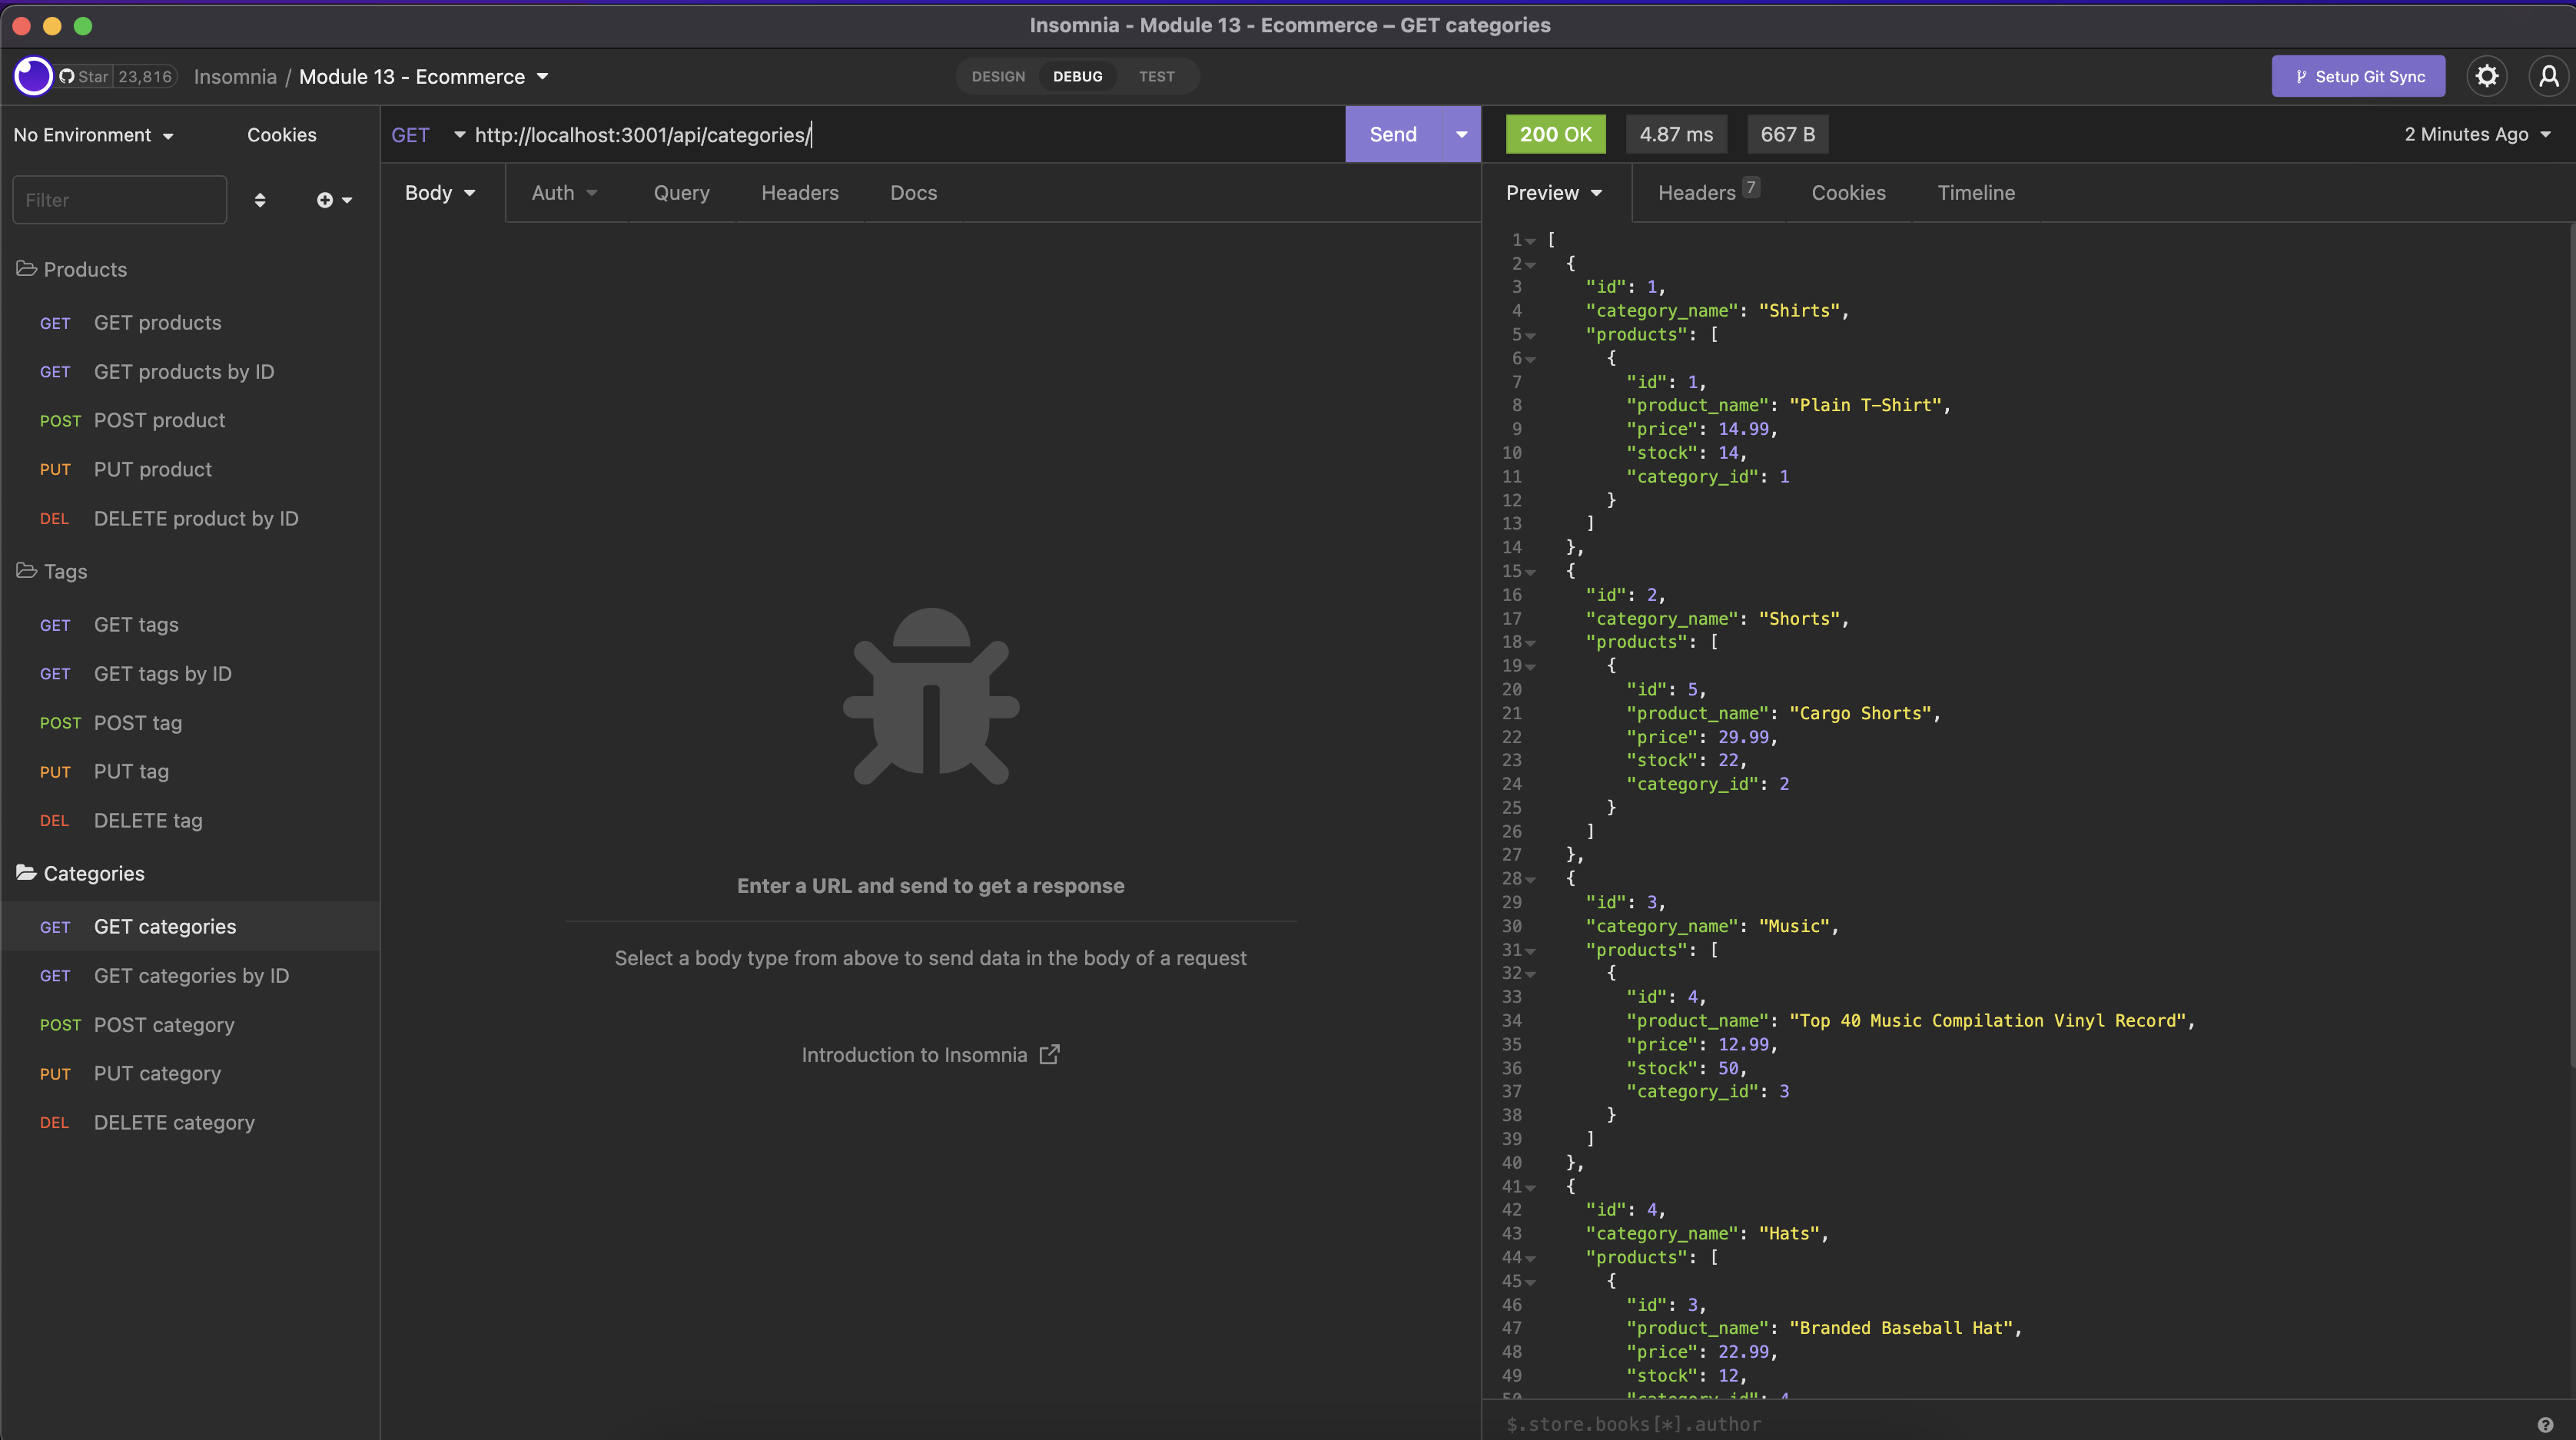 Insomnia - Module 13 - Ecommerce – GET categories
Star 23,816
Insomnia / Module 13 - Ecommerce
DESIGN DEBUG TEST
Setup Git Sync
No Environment Cookies
Filter
Products
GET GET products
GET GET products by ID
POST POST product
PUT PUT product
DEL DELETE product by ID
Tags
GET GET tags
GET GET tags by ID
POST POST tag
PUT PUT tag
DEL DELETE tag
Categories
GET GET categories
GET GET categories by ID
POST POST category
PUT PUT category
DEL DELETE category
GET http://localhost:3001/api/categories/ Send
Body Auth Query Headers Docs
Enter a URL and send to get a response
Select a body type from above to send data in the body of a request
Introduction to Insomnia
200 OK 4.87 ms 667 B 2 Minutes Ago
Preview Headers 7 Cookies Timeline
1 [
2 {
3 "id": 1,
4 "category_name": "Shirts",
5 "products": [
6 {
7 "id": 1,
8 "product_name": "Plain T-Shirt",
9 "price": 14.99,
10 "stock": 14,
11 "category_id": 1
12 }
13 ]
14 },
15 {
16 "id": 2,
17 "category_name": "Shorts",
18 "products": [
19 {
20 "id": 5,
21 "product_name": "Cargo Shorts",
22 "price": 29.99,
23 "stock": 22,
24 "category_id": 2
25 }
26 ]
27 },
28 {
29 "id": 3,
30 "category_name": "Music",
31 "products": [
32 {
33 "id": 4,
34 "product_name": "Top 40 Music Compilation Vinyl Record",
35 "price": 12.99,
36 "stock": 50,
37 "category_id": 3
38 }
39 ]
40 },
41 {
42 "id": 4,
43 "category_name": "Hats",
44 "products": [
45 {
46 "id": 3,
47 "product_name": "Branded Baseball Hat",
48 "price": 22.99,
49 "stock": 12,
50 "category_id": 4
$.store.books[*].author